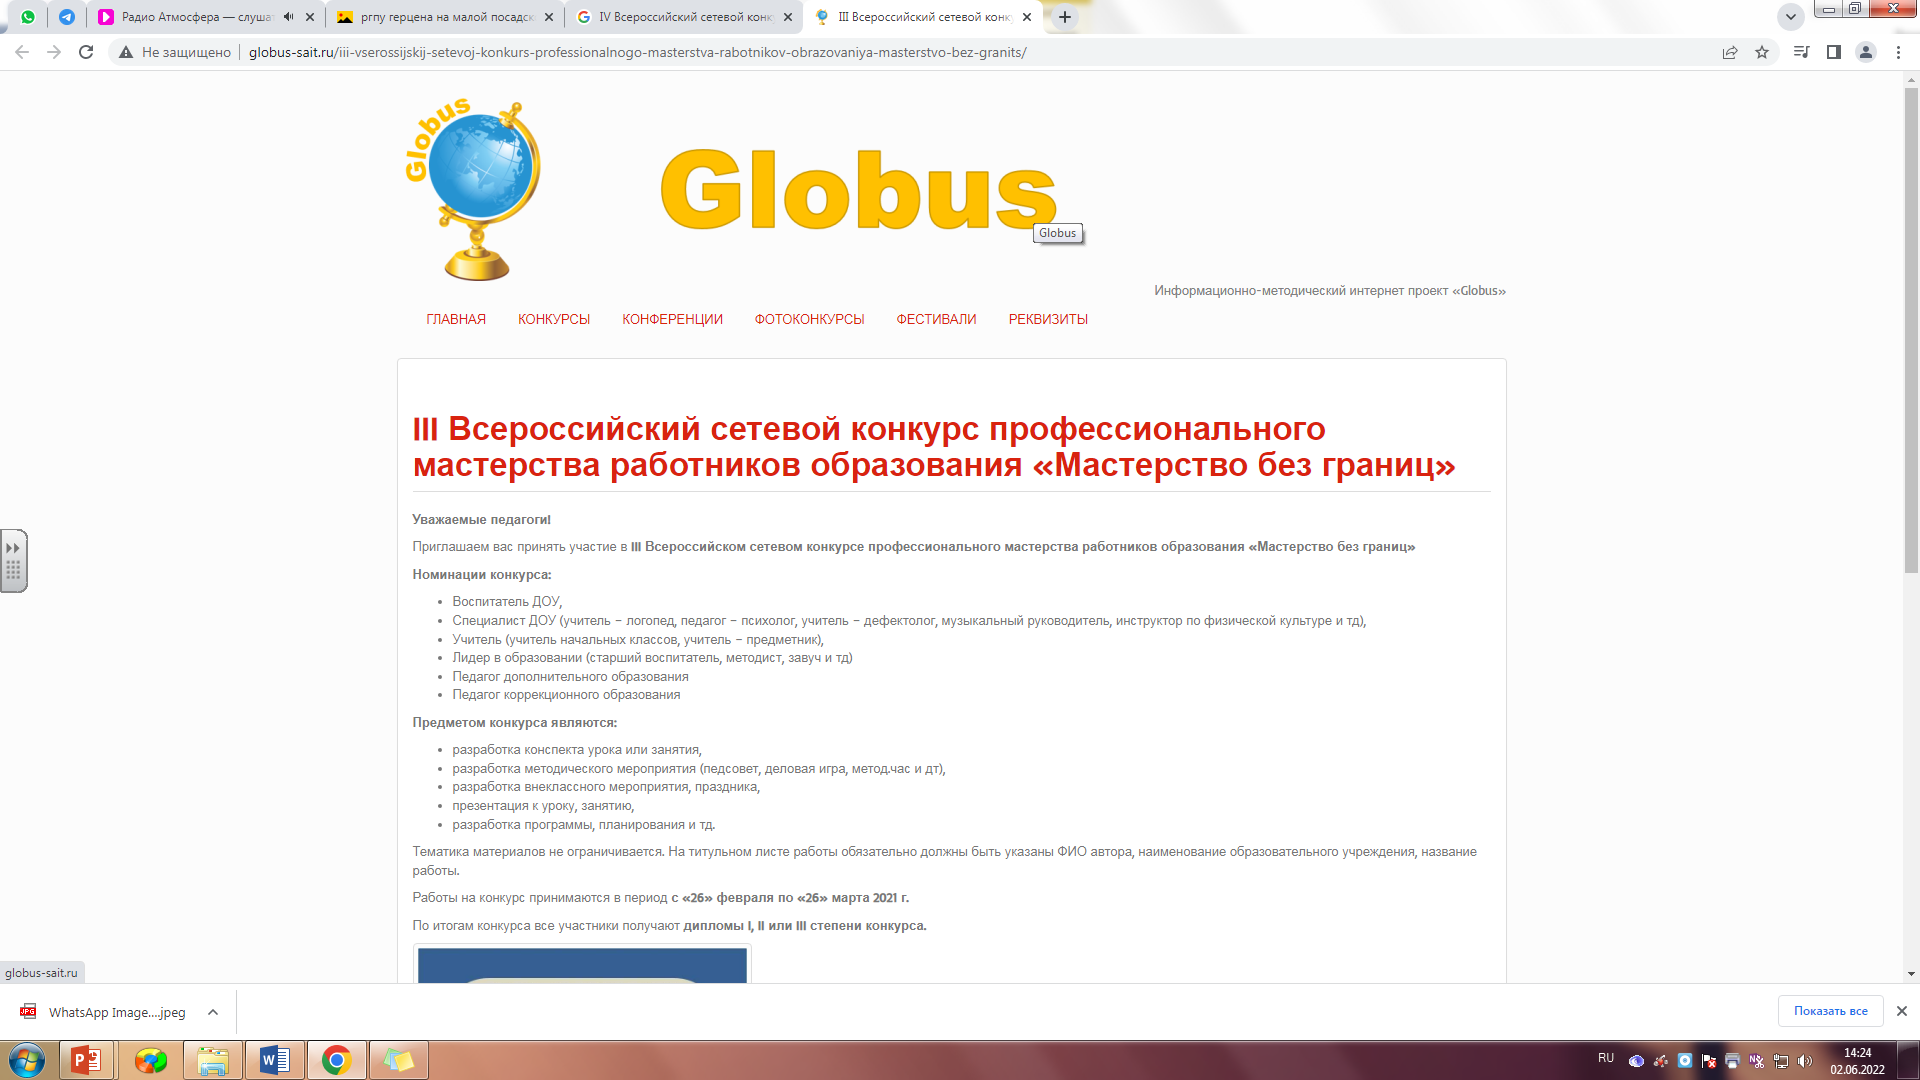 Радио Атмосфера — слушат
ргпу герцена на малой посадск
IV Всероссийский сетевой конк
III Всероссийский сетевой конк
Не защищено
globus-sait.ru/iii-vserossijskij-setevoj-konkurs-professionalnogo-masterstva-rabotnikov-obrazovaniya-masterstvo-bez-granits/
Globus
Globus
Globus
Информационно-методический интернет проект «Globus»
ГЛАВНАЯ КОНКУРСЫ КОНФЕРЕНЦИИ ФОТОКОНКУРСЫ ФЕСТИВАЛИ РЕКВИЗИТЫ
III Всероссийский сетевой конкурс профессионального
мастерства работников образования «Мастерство без границ»
Уважаемые педагоги!
Приглашаем вас принять участие в III Всероссийском сетевом конкурсе профессионального мастерства работников образования «Мастерство без границ»
Номинации конкурса:
• Воспитатель ДОУ,
• Специалист ДОУ (учитель – логопед, педагог – психолог, учитель – дефектолог, музыкальный руководитель, инструктор по физической культуре и тд),
• Учитель (учитель начальных классов, учитель – предметник),
• Лидер в образовании (старший воспитатель, методист, завуч и тд)
• Педагог дополнительного образования
• Педагог коррекционного образования
Предметом конкурса являются:
• разработка конспекта урока или занятия,
• разработка методического мероприятия (педсовет, деловая игра, метод.час и дт),
• разработка внеклассного мероприятия, праздника,
• презентация к уроку, занятию,
• разработка программы, планирования и тд.
Тематика материалов не ограничивается. На титульном листе работы обязательно должны быть указаны ФИО автора, наименование образовательного учреждения, название
работы.
Работы на конкурс принимаются в период с «26» февраля по «26» марта 2021 г.
По итогам конкурса все участники получают дипломы I, II или III степени конкурса.
globus-sait.ru
JPG WhatsApp Image....jpeg
Показать все
RU
14:24
02.06.2022